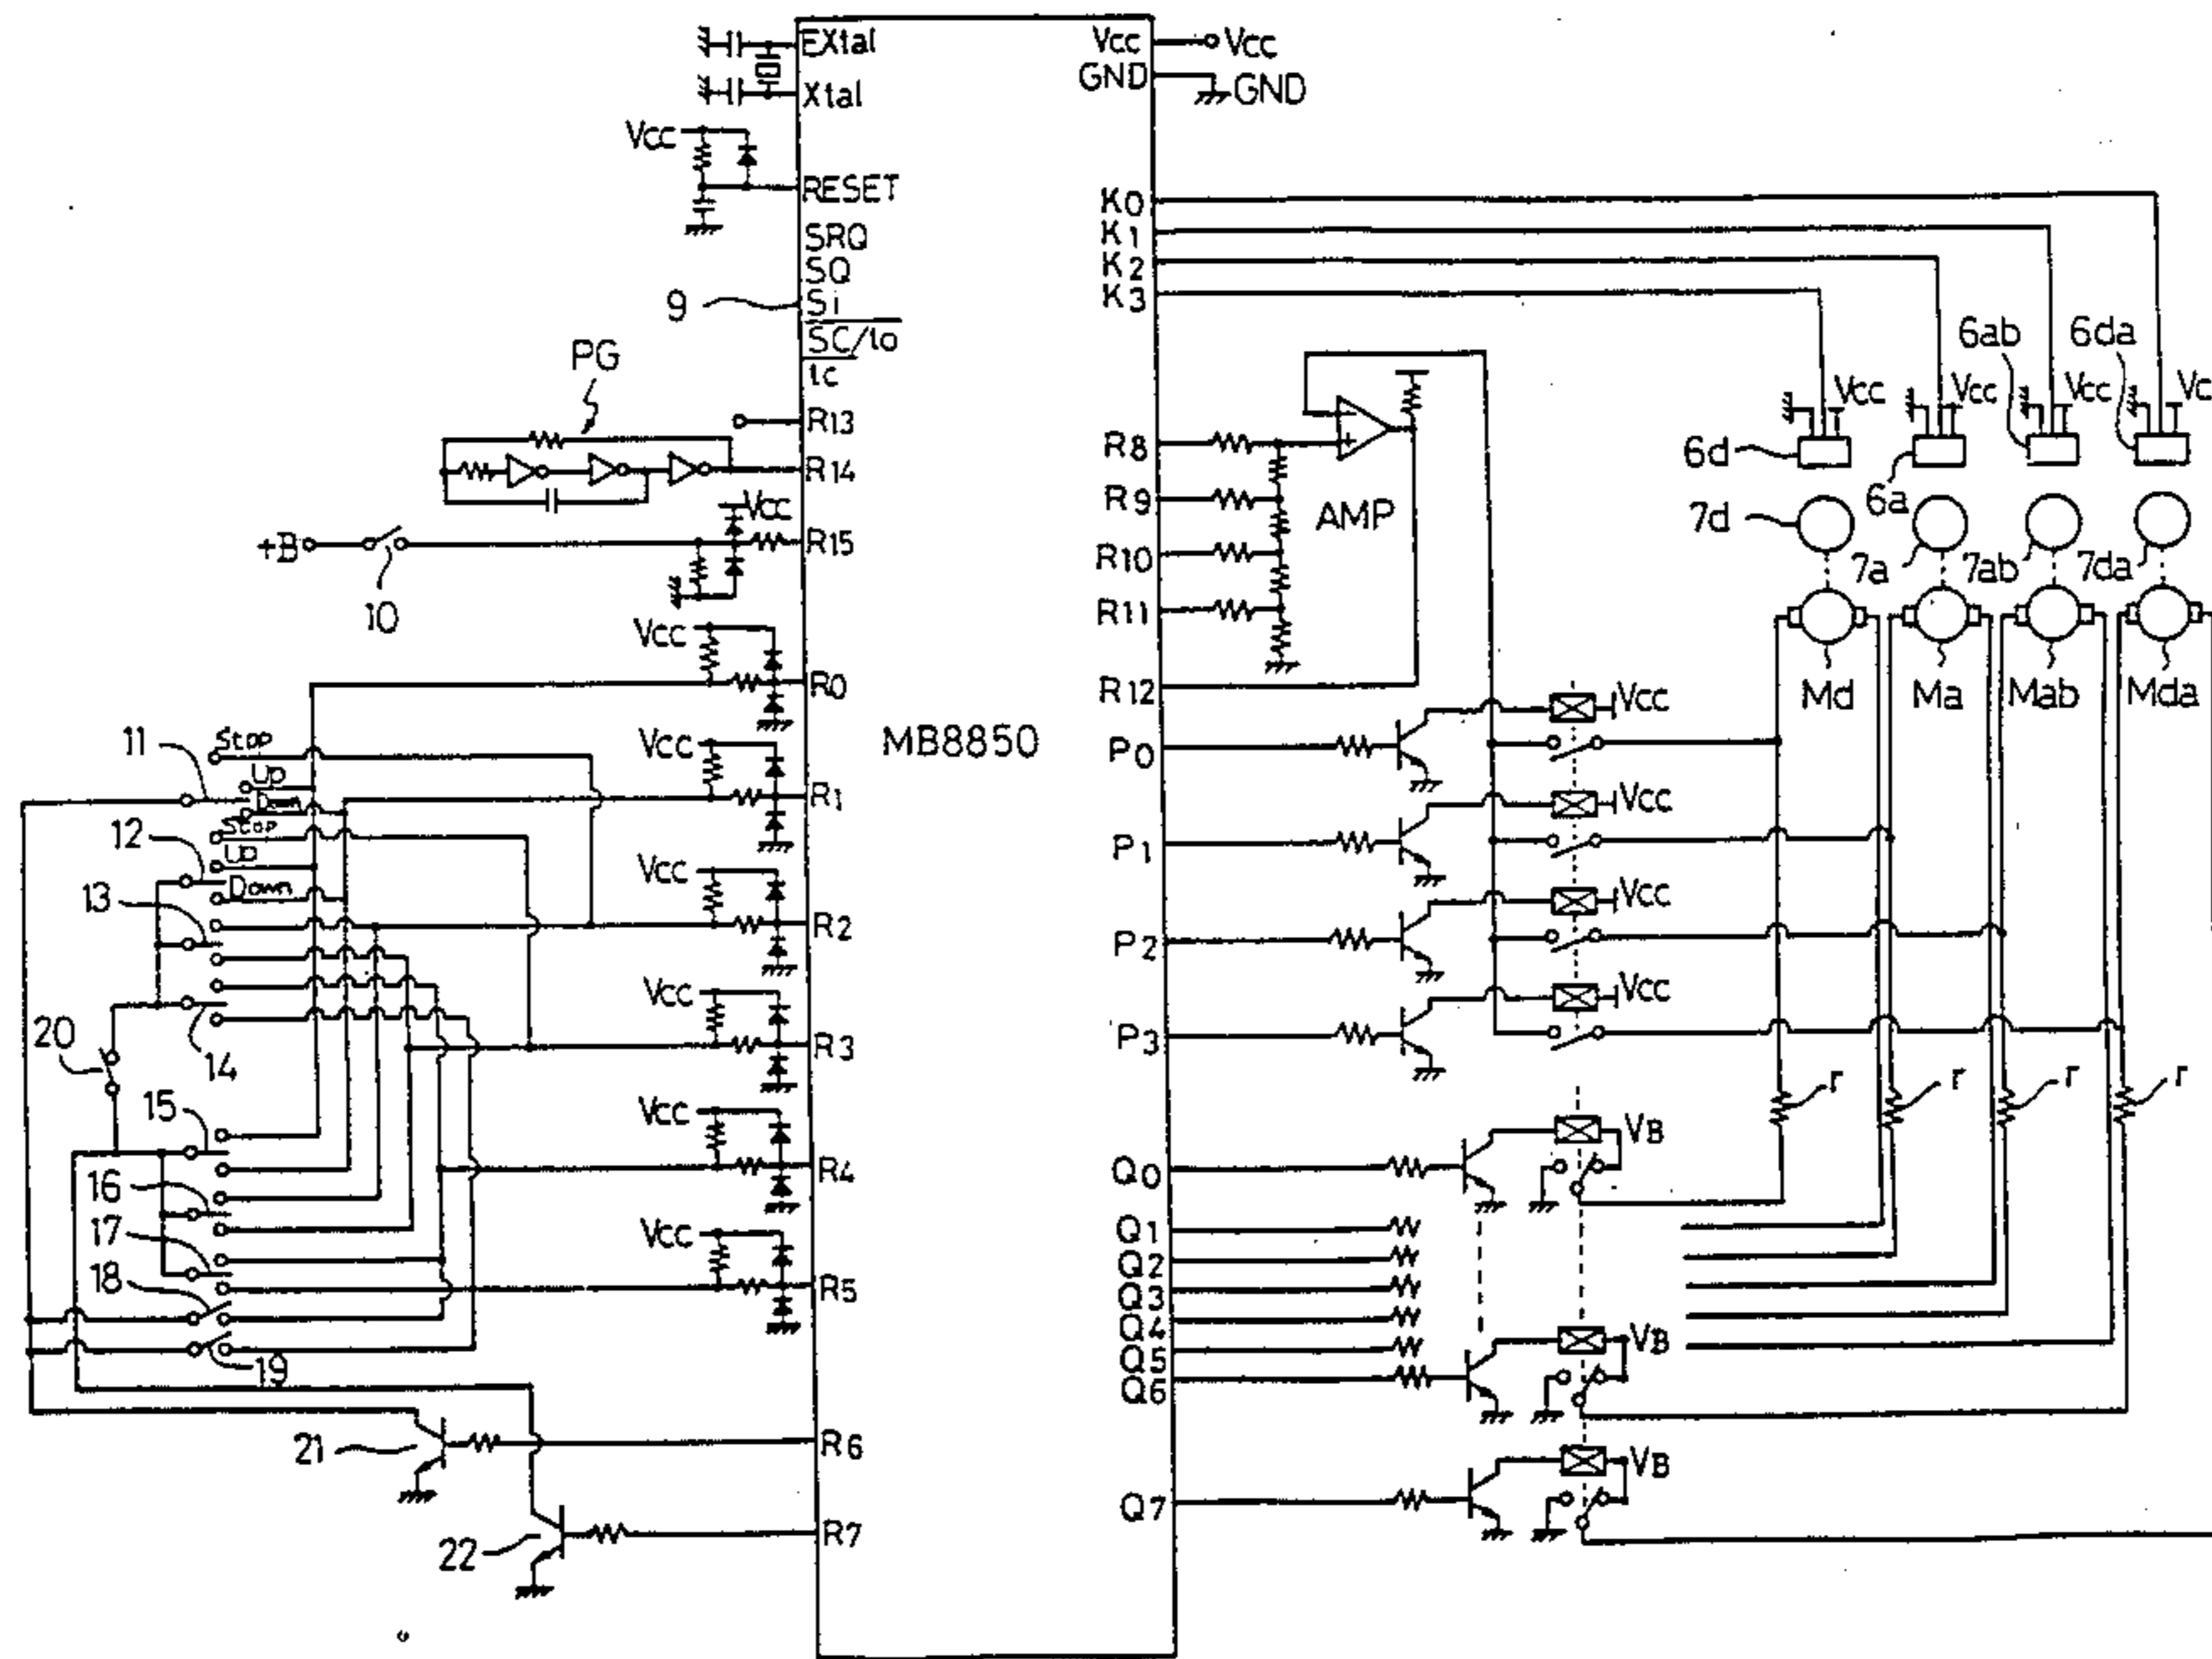 EXtal
Xtal
Vcc
RESET
SRQ
SQ
9
Si
SC/to
tc
PG
R13
R14
Vcc
+B
R15
10
Vcc
R0
11
Stop
Up
Down
Vcc
R1
12
Stop
Up
Down
Vcc
13
R2
Vcc
20
14
R3
15
Vcc
R4
16
17
Vcc
18
R5
19
21
R6
22
R7
MB8850
Vcc
Vcc
GND
GND
K0
K1
K2
K3
R8
R9
AMP
R10
R11
R12
P0
Vcc
P1
Vcc
P2
Vcc
P3
Vcc
6ab
6da
Vcc
Vcc
Vcc
Vc
6d
6a
7d
7a
7ab
7da
Md
Ma
Mab
Mda
r
r
r
r
Q0
VB
Q1
Q2
Q3
Q4
Q5
Q6
VB
Q7
VB